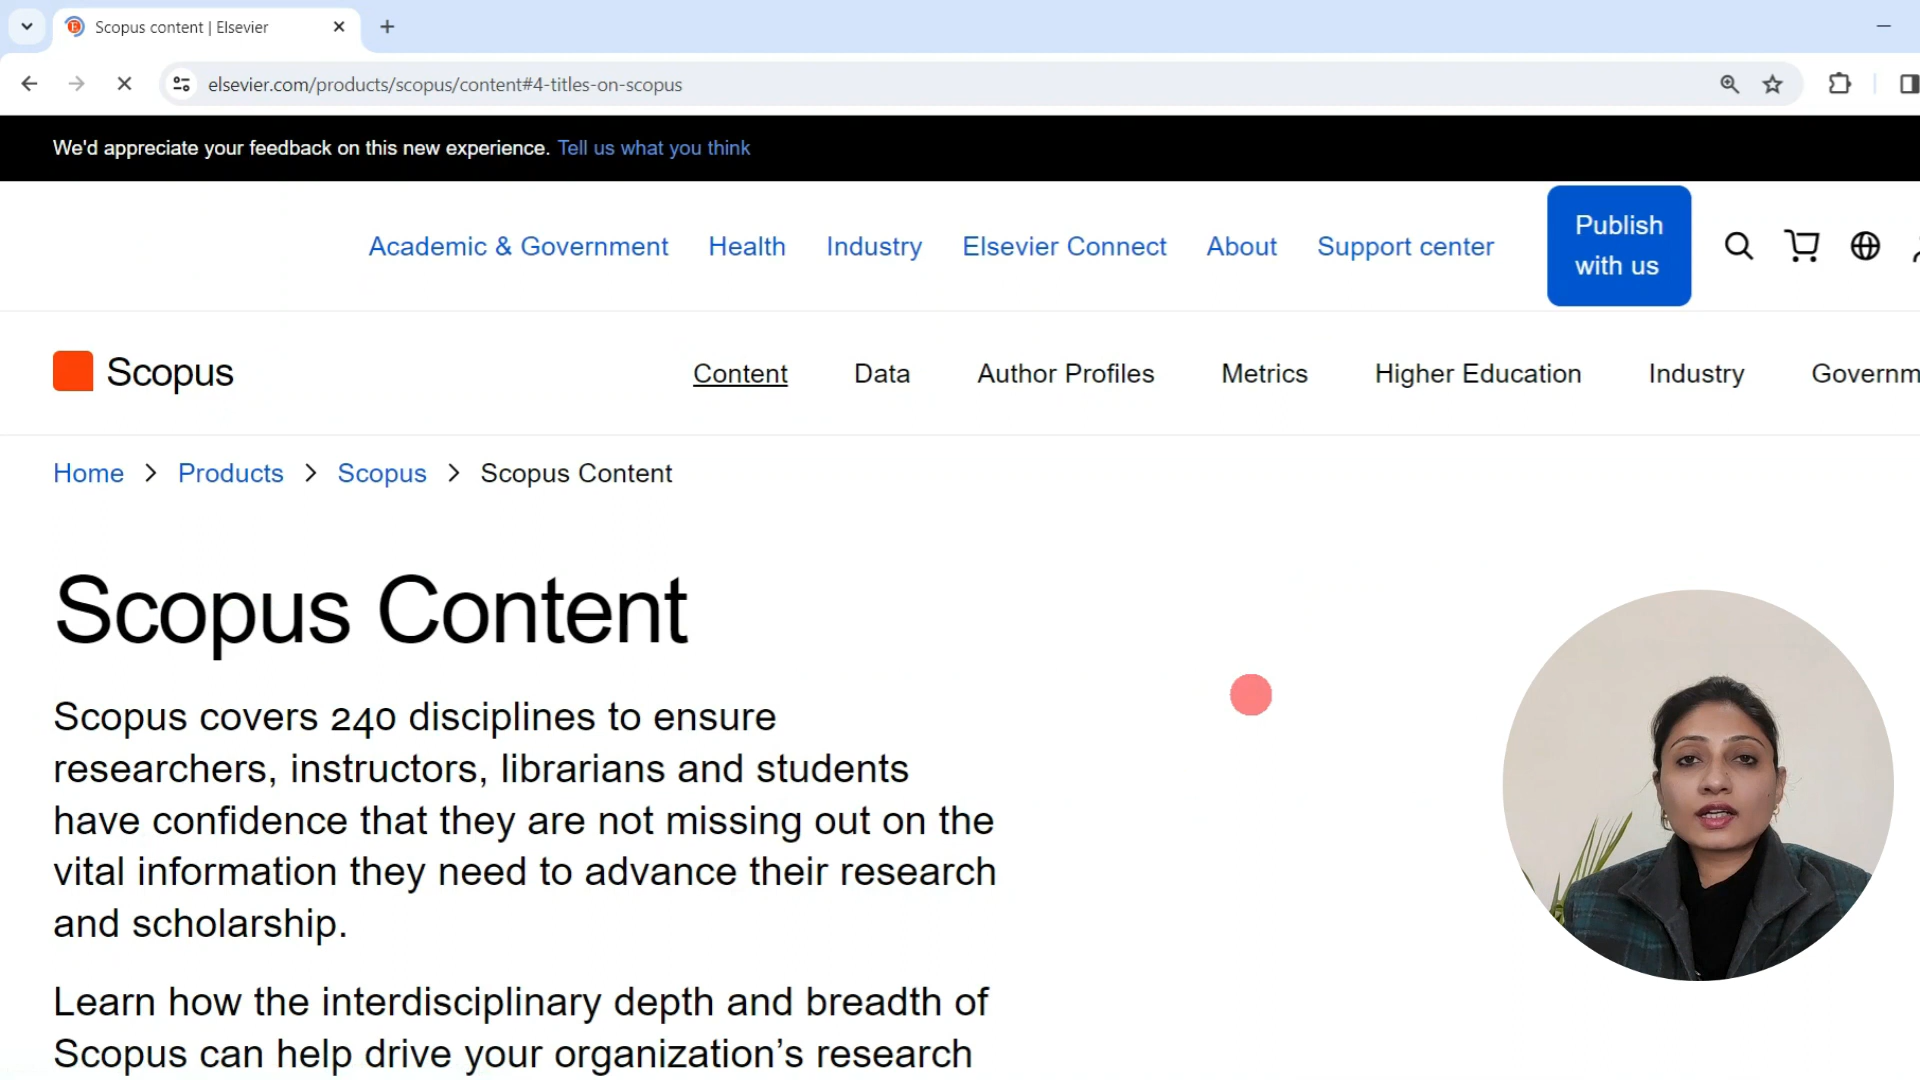 Scopus content | Elsevier
elsevier.com/products/scopus/content#4-titles-on-scopus
We'd appreciate your feedback on this new experience. Tell us what you think
Academic & Government Health Industry Elsevier Connect About Support center
Publish
with us
Scopus
Content Data Author Profiles Metrics Higher Education Industry Governm
Home > Products > Scopus > Scopus Content
Scopus Content
Scopus covers 240 disciplines to ensure
researchers, instructors, librarians and students
have confidence that they are not missing out on the
vital information they need to advance their research
and scholarship.
Learn how the interdisciplinary depth and breadth of
Scopus can help drive your organization’s research